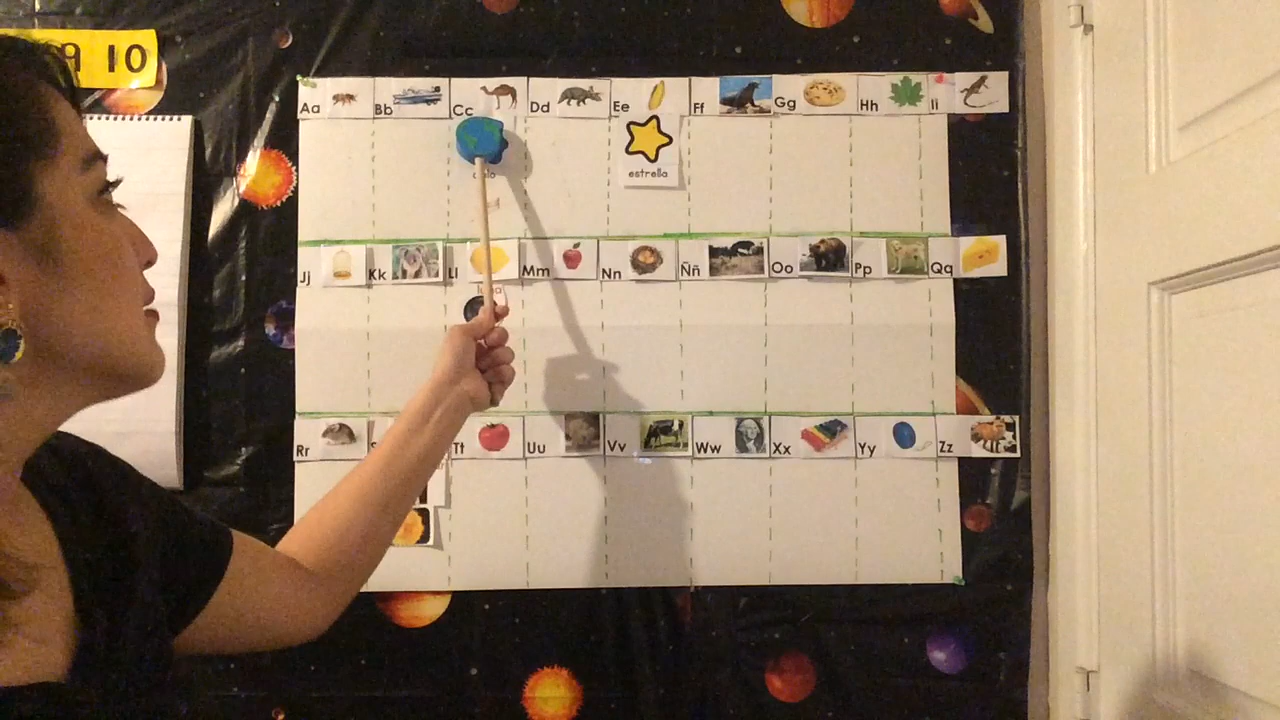 9 10
Aa Bb Cc Dd Ee Ff Gg Hh Ii
estrella
Jj Kk Ll Mm Nn Ññ Oo Pp Qq
Rr Tt Uu Vv Ww Xx Yy Zz